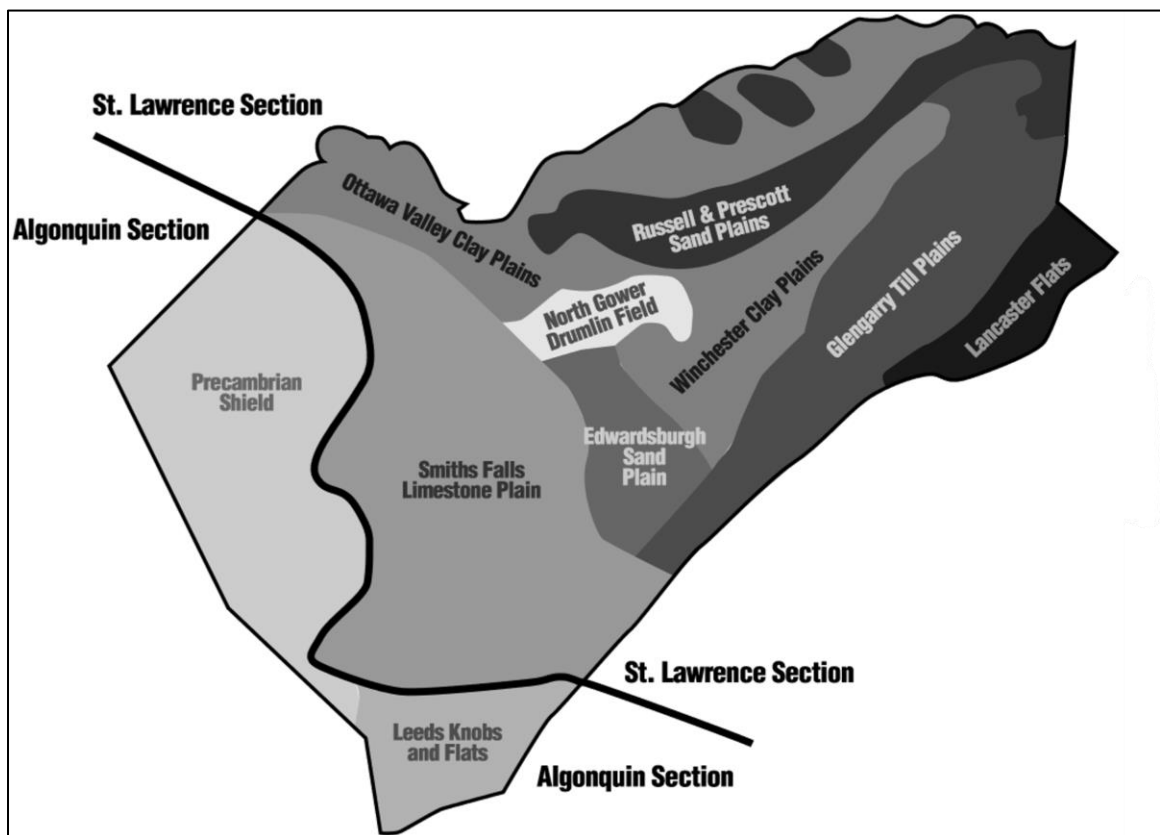 St. Lawrence Section
Algonquin Section
Ottawa Valley Clay Plains
Russell & Prescott
Sand Plains
North Gower
Drumlin Field
Winchester Clay Plains
Glengarry Till Plains
Lancaster Flats
Precambrian
Shield
Edwardsburgh
Sand
Plain
Smiths Falls
Limestone Plain
St. Lawrence Section
Leeds Knobs
and Flats
Algonquin Section